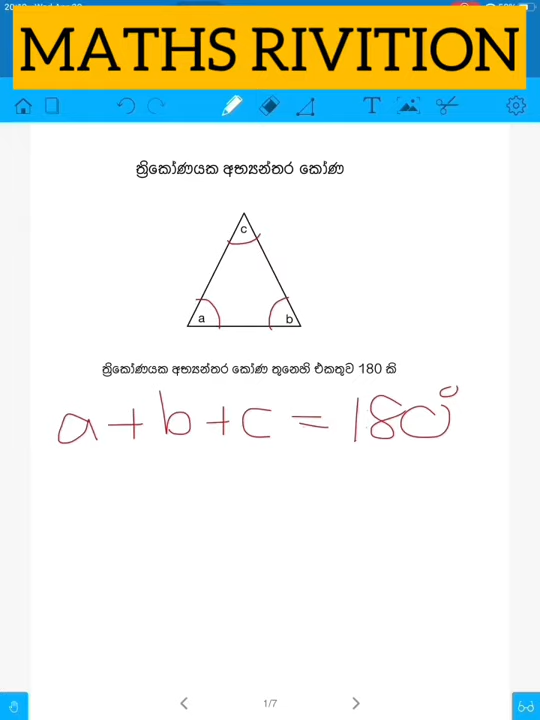 MATHS RIVITION
T
ත්‍රිකෝණයක අභ්‍යන්තර කෝණ
c
a
b
ත්‍රිකෝණයක අභ්‍යන්තර කෝණ තුනෙහි එකතුව 180 කි
a + b + c = 180°
1/7